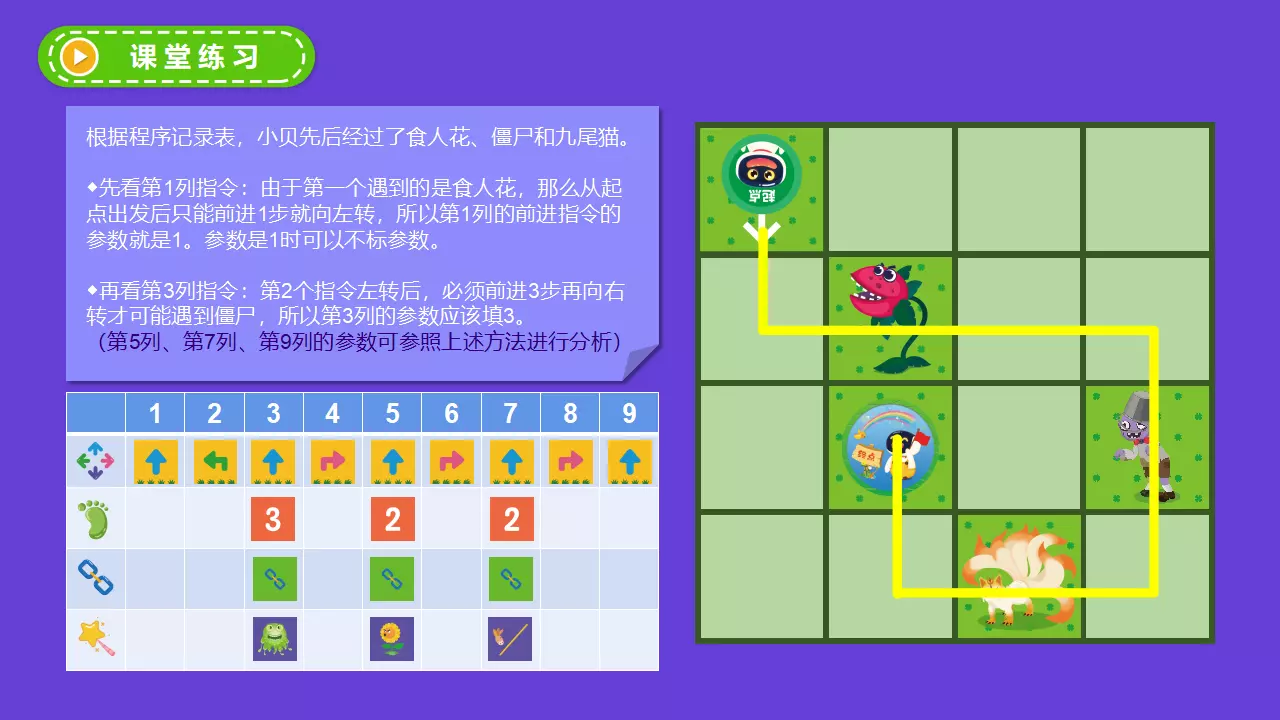 课堂练习
根据程序记录表，小贝先后经过了食人花、僵尸和九尾猫。
◆先看第1列指令：由于第一个遇到的是食人花，那么从起
点出发后只能前进1步就向左转，所以第1列的前进指令的
参数就是1。参数是1时可以不标参数。
◆再看第3列指令：第2个指令左转后，必须前进3步再向右
转才可能遇到僵尸，所以第3列的参数应该填3。
（第5列、第7列、第9列的参数可参照上述方法进行分析）
1 2 3 4 5 6 7 8 9
3 2 2
起点
终点